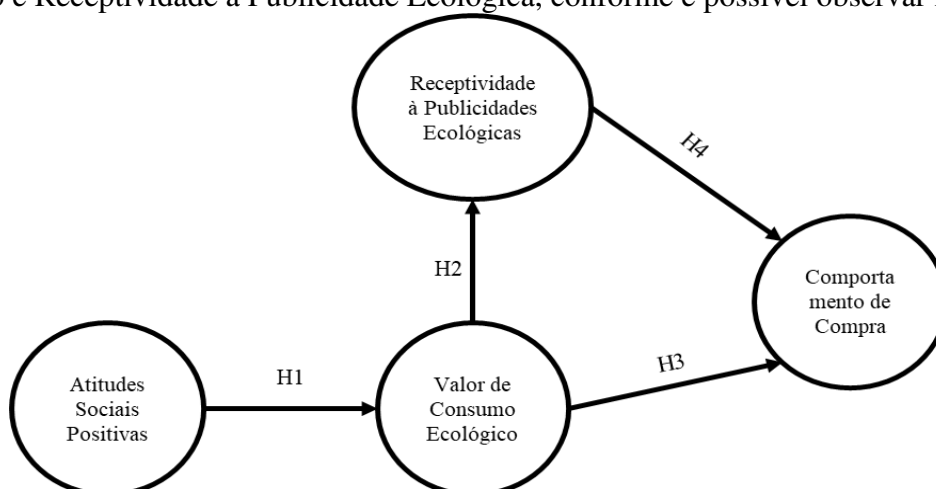 o e Receptividade à Publicidade Ecológica, conforme é possível observar
Receptividade
à Publicidades
Ecológicas
H4
H2
Comporta
mento de
Compra
H3
H1
Atitudes
Sociais
Positivas
Valor de
Consumo
Ecológico